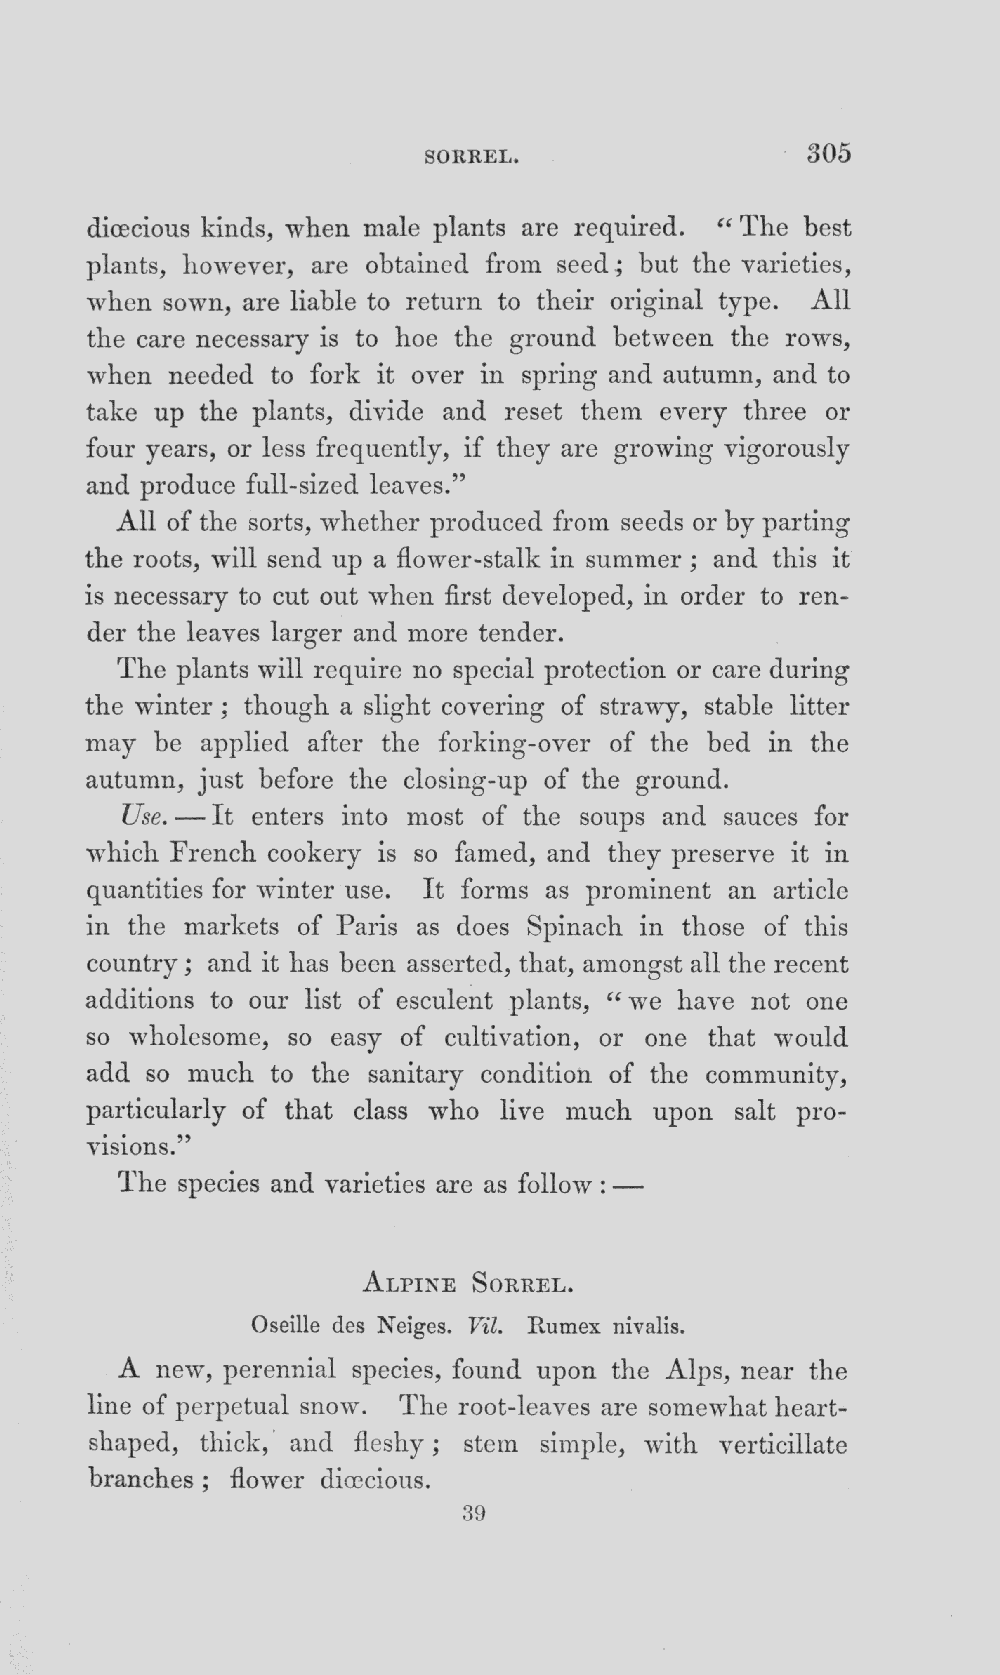 SORREL. 305
diœcious kinds, when male plants are required. “The best
plants, however, are obtained from seed; but the varieties,
when sown, are liable to return to their original type. All
the care necessary is to hoe the ground between the rows,
when needed to fork it over in spring and autumn, and to
take up the plants, divide and reset them every three or
four years, or less frequently, if they are growing vigorously
and produce full-sized leaves.”
All of the sorts, whether produced from seeds or by parting
the roots, will send up a flower-stalk in summer; and this it
is necessary to cut out when first developed, in order to ren-
der the leaves larger and more tender.
The plants will require no special protection or care during
the winter; though a slight covering of strawy, stable litter
may be applied after the forking-over of the bed in the
autumn, just before the closing-up of the ground.
Use. — It enters into most of the soups and sauces for
which French cookery is so famed, and they preserve it in
quantities for winter use. It forms as prominent an article
in the markets of Paris as does Spinach in those of this
country; and it has been asserted, that, amongst all the recent
additions to our list of esculent plants, “we have not one
so wholesome, so easy of cultivation, or one that would
add so much to the sanitary condition of the community,
particularly of that class who live much upon salt pro-
visions.”
The species and varieties are as follow: —
ALPINE SORREL.
Oseille des Neiges. Vil. Rumex nivalis.
A new, perennial species, found upon the Alps, near the
line of perpetual snow. The root-leaves are somewhat heart-
shaped, thick, and fleshy; stem simple, with verticillate
branches; flower diœcious.
39